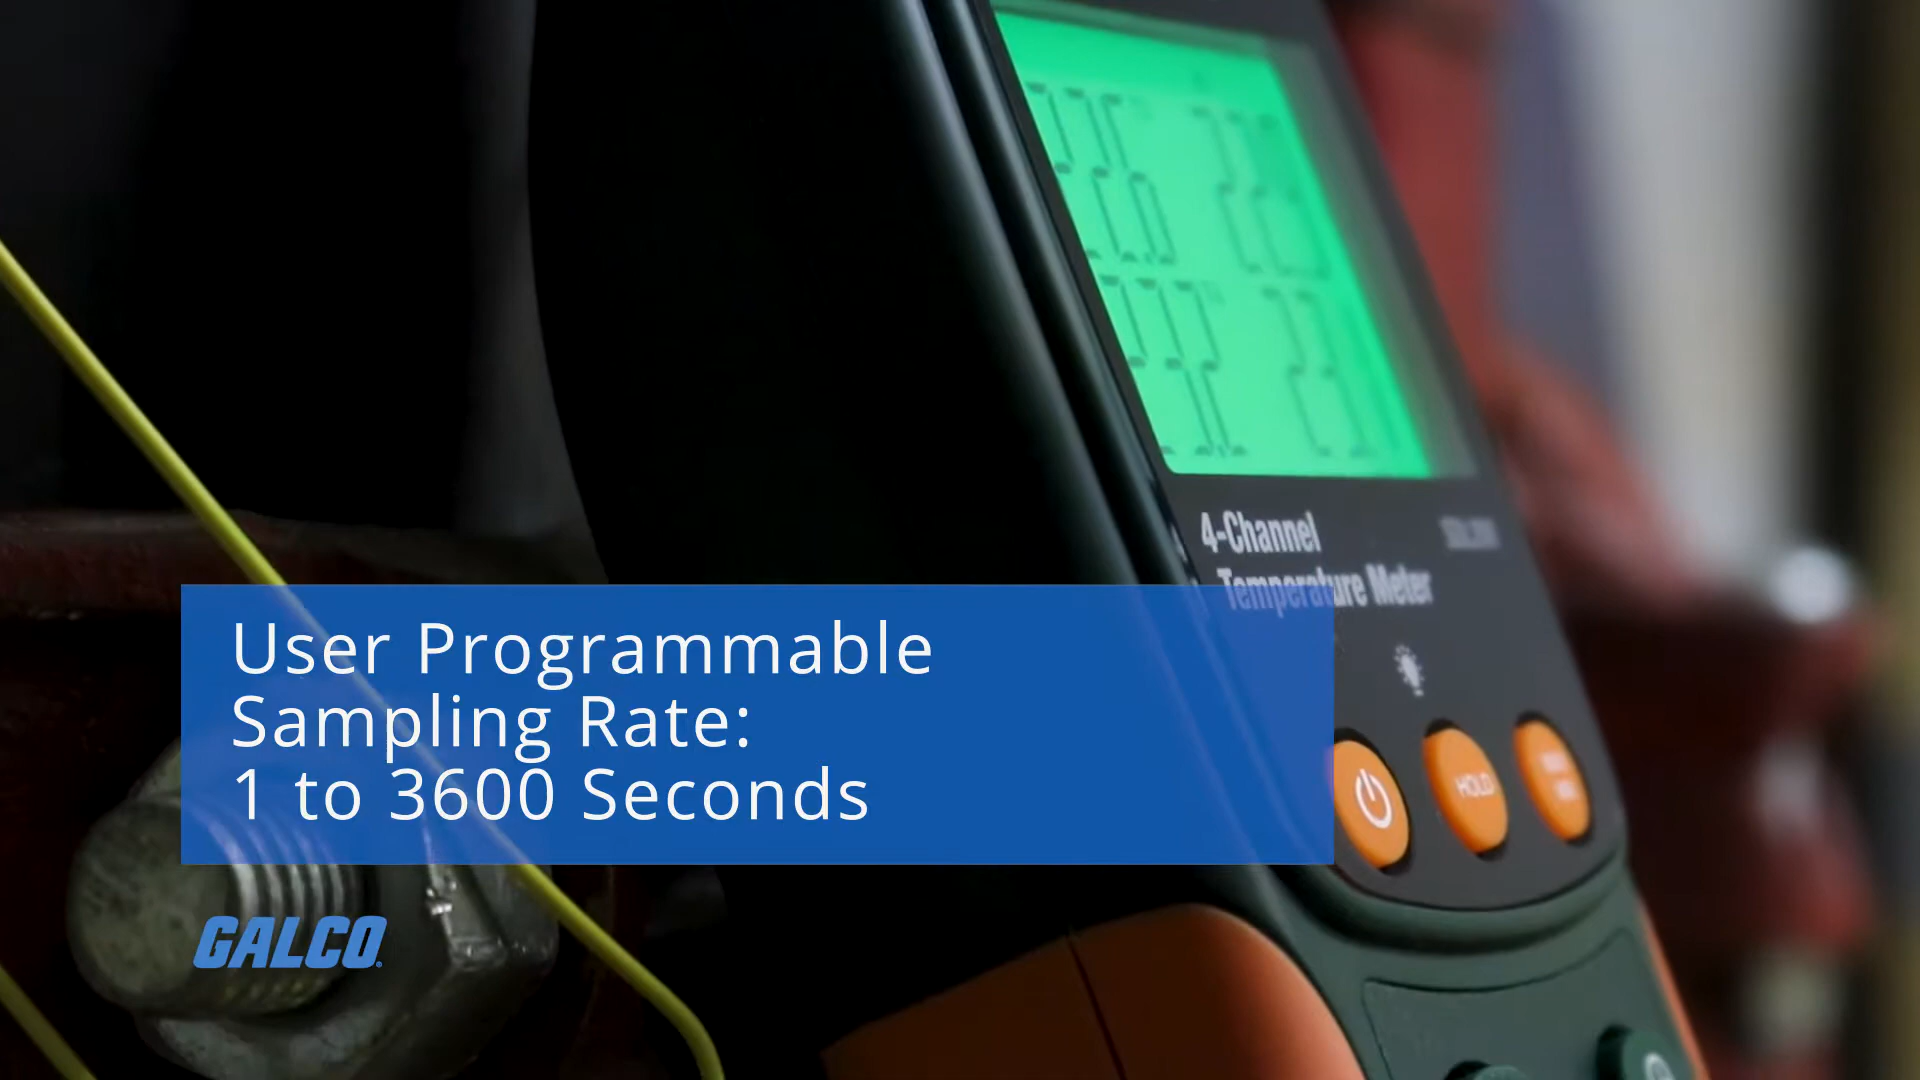 4-Channel
Temperature Meter
User Programmable
Sampling Rate:
1 to 3600 Seconds
HOLD
GALCO